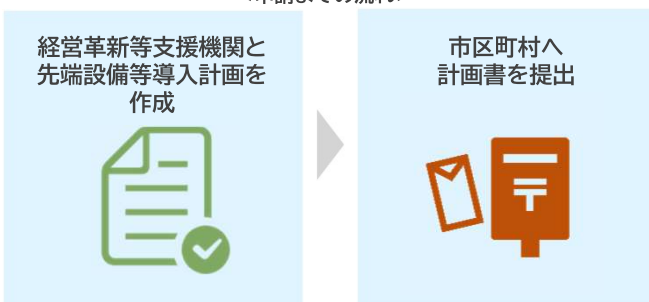 経営革新等支援機関と
先端設備等導入計画を
作成
市区町村へ
計画書を提出